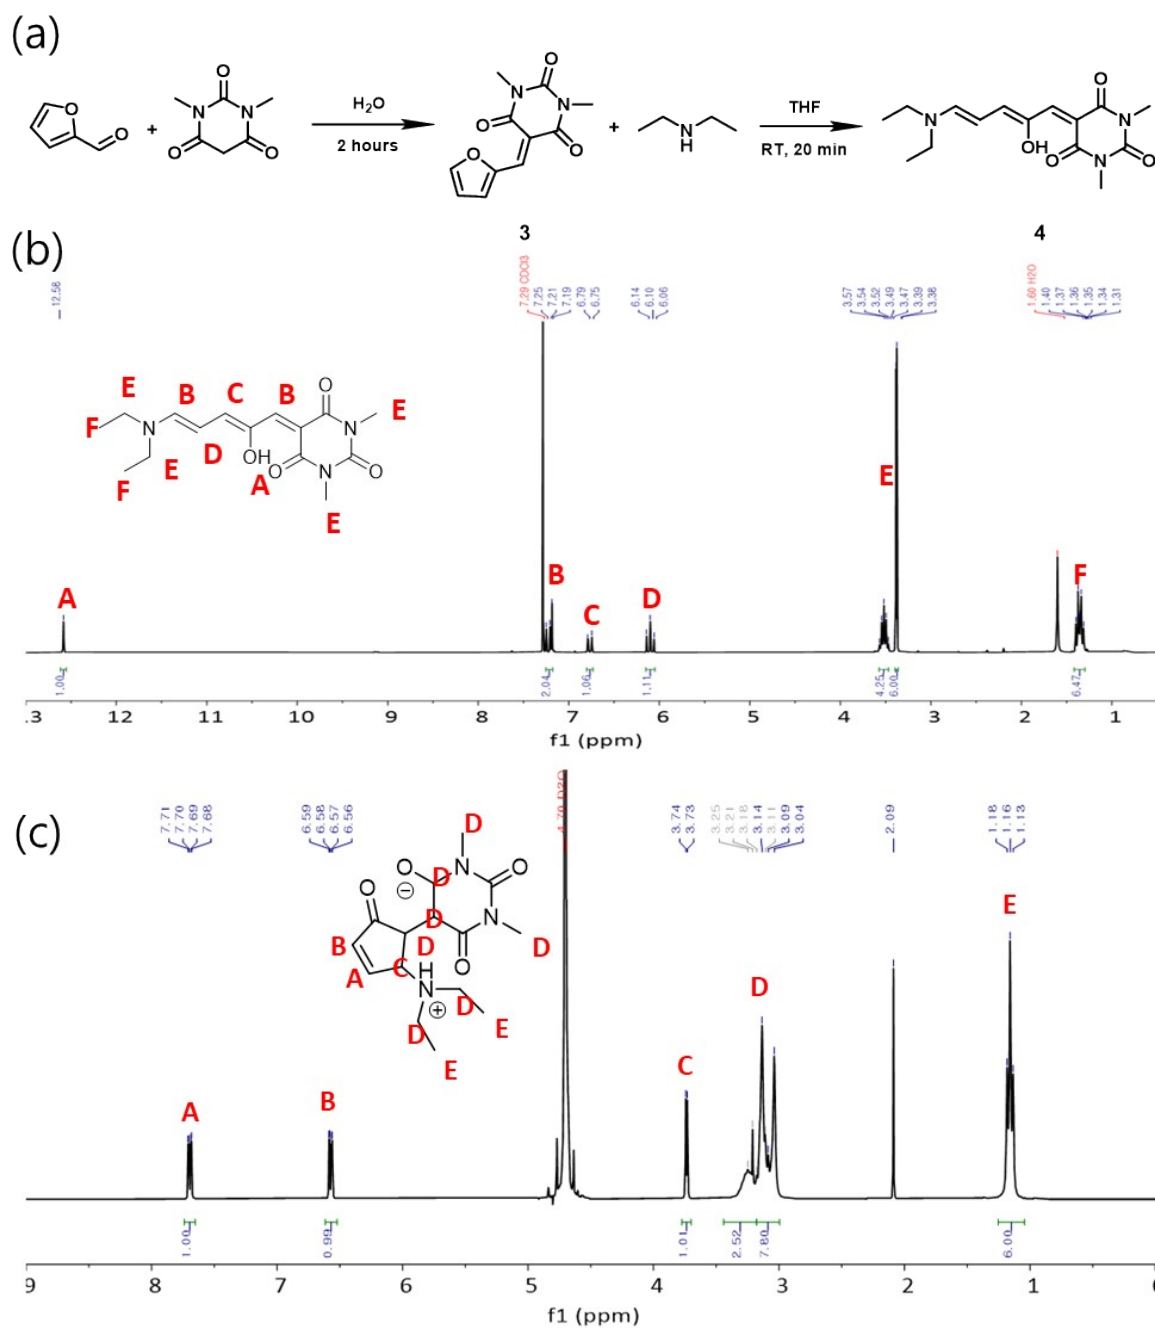 (a)
O
O
+
O
N
N
O
O
H₂O
2 hours
O
N
N
O
O
O
+
N
H
THF
RT, 20 min
N
OH
O
N
O
N
O
3
4
(b)
12.58
7.29 CDCl3
7.25
7.21
7.19
6.79
6.75
6.14
6.10
6.06
3.57
3.54
3.52
3.49
3.47
3.39
3.38
1.60 H2O
1.40
1.37
1.36
1.35
1.34
1.31
E B C B
F N
E D OH O
F A
O
N E
O
N
E
A B C D E F
1.00 2.04 1.06 1.11 4.25 6.00 6.47
.3 12 11 10 9 8 7 6 5 4 3 2 1
f1 (ppm)
(c)
7.71
7.70
7.69
7.68
6.59
6.58
6.57
6.56
4.70 D2O
3.74
3.73
3.25
3.21
3.18
3.14
3.11
3.09
3.04
2.09
1.18
1.16
1.13
D
O N O
O D
N
D D
B D O
A C H
N D
D E
E
A B C D E
1.00 0.99 1.01 2.52 7.80 6.00
9 8 7 6 5 4 3 2 1
f1 (ppm)